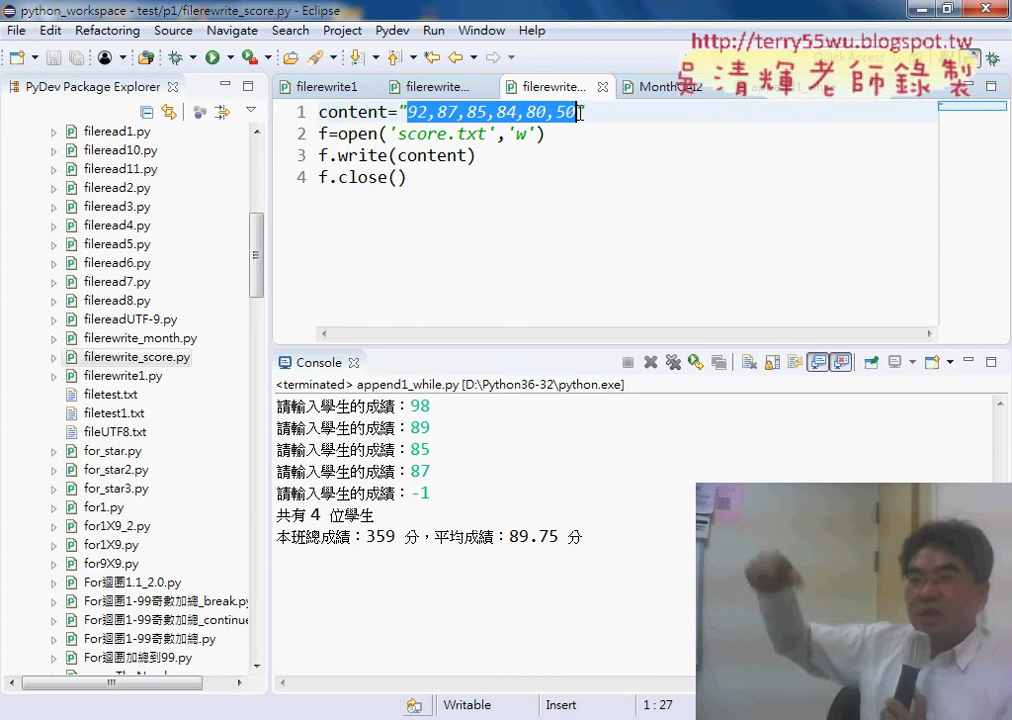 python_workspace - test/p1/filerewrite_score.py - Eclipse
File Edit Refactoring Source Navigate Search Project Pydev Run Window Help
http://terry55wu.blogspot.tw
吳清輝老師錄製
PyDev Package Explorer
filerewrite1
filerewrite...
filerewrite...
fileread1.py
fileread10.py
fileread11.py
fileread2.py
fileread3.py
fileread4.py
fileread5.py
fileread6.py
fileread7.py
fileread8.py
filereadUTF-9.py
filerewrite_month.py
filerewrite_score.py
filerewrite1.py
filetest.txt
filetest1.txt
fileUTF8.txt
for_star.py
for_star2.py
for_star3.py
for1.py
for1X9_2.py
for1X9.py
for9X9.py
For迴圈1.1_2.0.py
For迴圈1-99奇數加總_break.py
For迴圈1-99奇數加總_continue
For迴圈1-99奇數加總.py
For迴圈加總到99.py
1 content="92,87,85,84,80,50
2 f=open('score.txt','w')
3 f.write(content)
4 f.close()
Console
<terminated> append1_while.py [D:\Python36-32\python.exe]
請輸入學生的成績：98
請輸入學生的成績：89
請輸入學生的成績：85
請輸入學生的成績：87
請輸入學生的成績：-1
共有 4 位學生
本班總成績：359 分，平均成績：89.75 分
Writable Insert 1 : 27